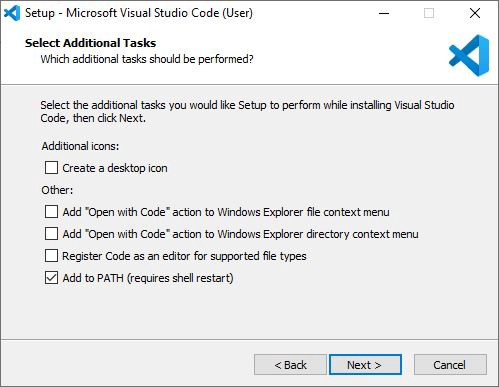 Setup - Microsoft Visual Studio Code (User)
Select Additional Tasks
Which additional tasks should be performed?
Select the additional tasks you would like Setup to perform while installing Visual Studio
Code, then click Next.
Additional icons:
Create a desktop icon
Other:
Add "Open with Code" action to Windows Explorer file context menu
Add "Open with Code" action to Windows Explorer directory context menu
Register Code as an editor for supported file types
Add to PATH (requires shell restart)
< Back
Next >
Cancel